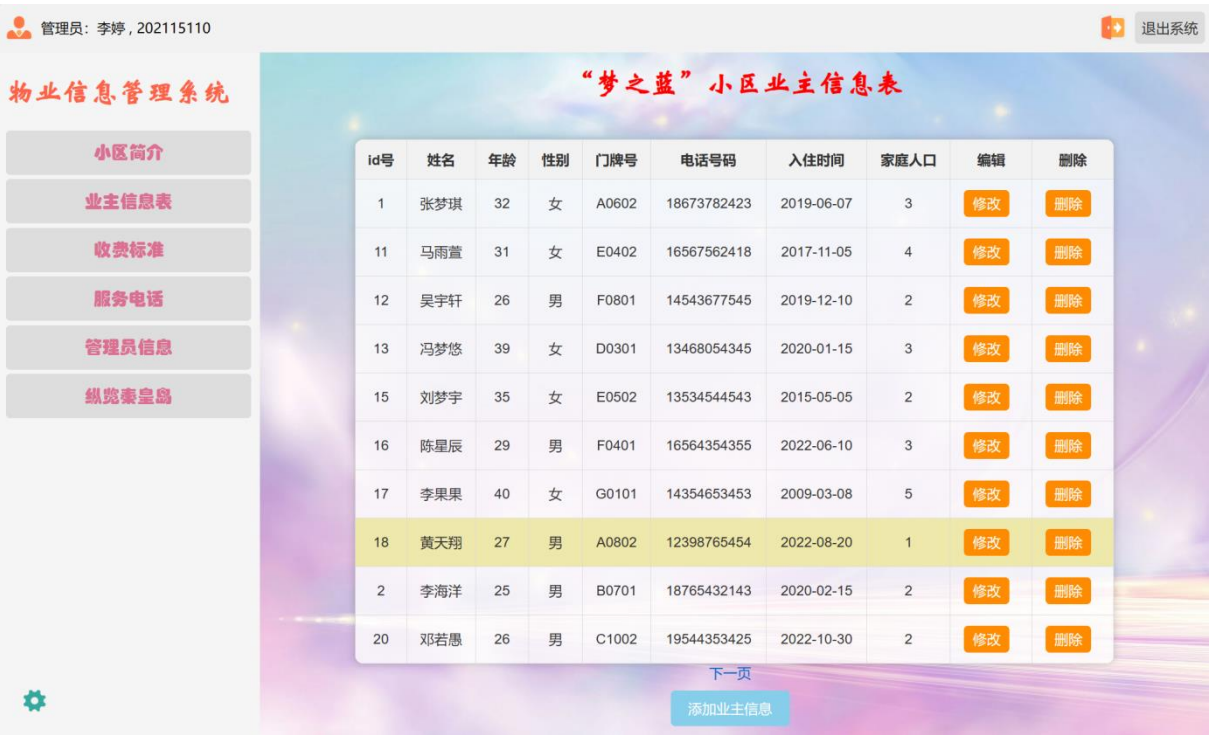 管理员：李婷 , 202115110
退出系统
物业信息管理系统
小区简介
业主信息表
收费标准
服务电话
管理员信息
纵览秦皇岛
“梦之蓝”小区业主信息表
id号 姓名 年龄 性别 门牌号 电话号码 入住时间 家庭人口 编辑 删除
1 张梦琪 32 女 A0602 18673782423 2019-06-07 3 修改 删除
11 马雨萱 31 女 E0402 16567562418 2017-11-05 4 修改 删除
12 吴宇轩 26 男 F0801 14543677545 2019-12-10 2 修改 删除
13 冯梦悠 39 女 D0301 13468054345 2020-01-15 3 修改 删除
15 刘梦宇 35 女 E0502 13534544543 2015-05-05 2 修改 删除
16 陈星辰 29 男 F0401 16564354355 2022-06-10 3 修改 删除
17 李果果 40 女 G0101 14354653453 2009-03-08 5 修改 删除
18 黄天翔 27 男 A0802 12398765454 2022-08-20 1 修改 删除
2 李海洋 25 男 B0701 18765432143 2020-02-15 2 修改 删除
20 邓若愚 26 男 C1002 19544353425 2022-10-30 2 修改 删除
下一页
添加业主信息